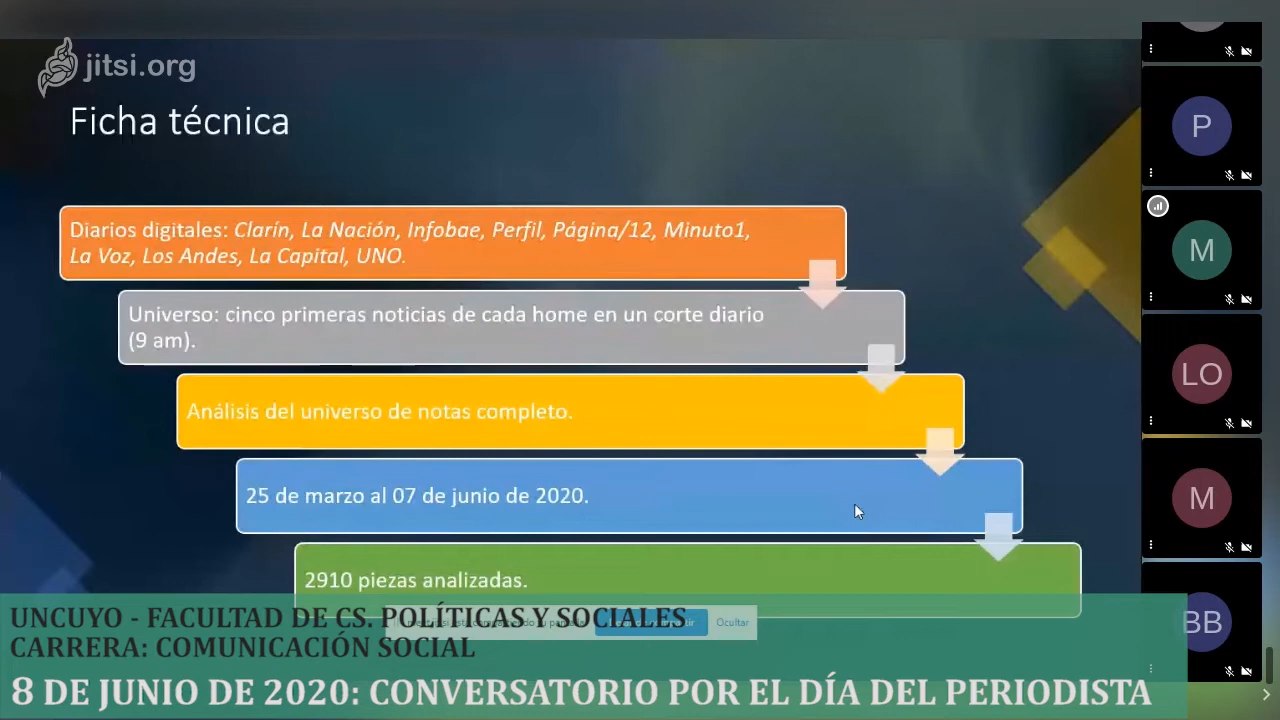 jitsi.org
Ficha técnica
Diarios digitales: Clarín, La Nación, Infobae, Perfil, Página/12, Minuto1,
La Voz, Los Andes, La Capital, UNO.
Universo: cinco primeras noticias de cada home en un corte diario
(9 am).
Análisis del universo de notas completo.
25 de marzo al 07 de junio de 2020.
2910 piezas analizadas.
Ocultar
UNCUYO - FACULTAD DE CS. POLÍTICAS Y SOCIALES
CARRERA: COMUNICACIÓN SOCIAL
8 DE JUNIO DE 2020: CONVERSATORIO POR EL DÍA DEL PERIODISTA
P
M
LO
M
BB